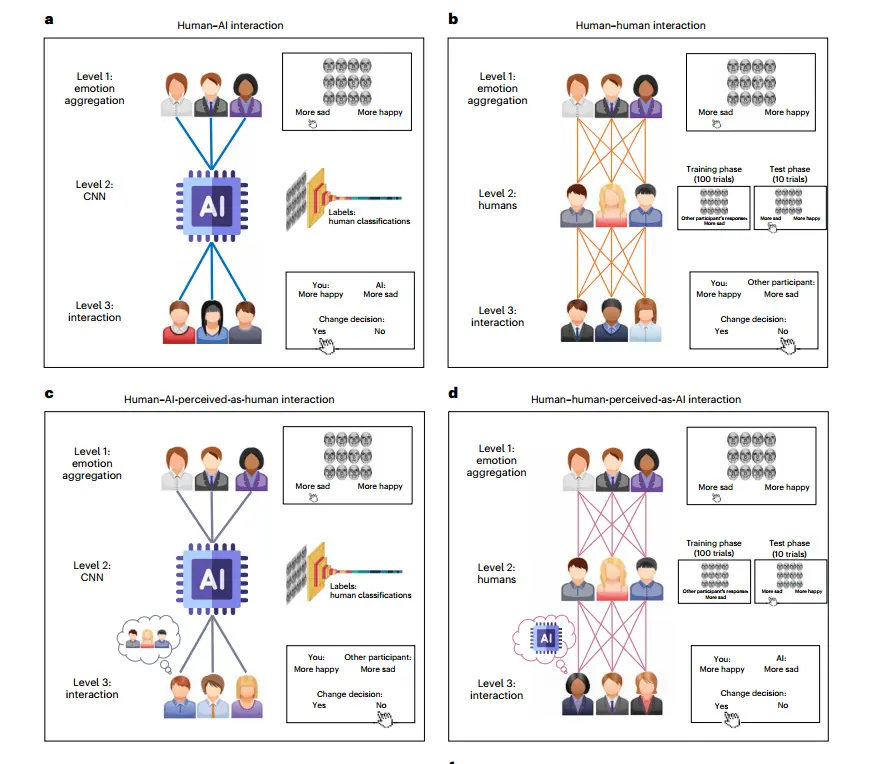 a
Human–AI interaction
Level 1:
emotion
aggregation
More sad
More happy
Level 2:
CNN
AI
Labels:
human classifications
Level 3:
interaction
You:
AI:
More happy
More sad
Change decision:
Yes
No
b
Human–human interaction
Level 1:
emotion
aggregation
More sad
More happy
Level 2:
humans
Training phase
(100 trials)
Other participant's response:
More sad
Test phase
(10 trials)
More sad
More happy
Level 3:
interaction
You:
Other participant:
More happy
More sad
Change decision:
Yes
No
c
Human–AI-perceived-as-human interaction
Level 1:
emotion
aggregation
More sad
More happy
Level 2:
CNN
AI
Labels:
human classifications
Level 3:
interaction
You:
Other participant:
More happy
More sad
Change decision:
Yes
No
d
Human–human-perceived-as-AI interaction
Level 1:
emotion
aggregation
More sad
More happy
Level 2:
humans
Training phase
(100 trials)
Other participant's response:
More sad
Test phase
(10 trials)
More sad
More happy
AI
Level 3:
interaction
You:
AI:
More happy
More sad
Change decision:
Yes
No